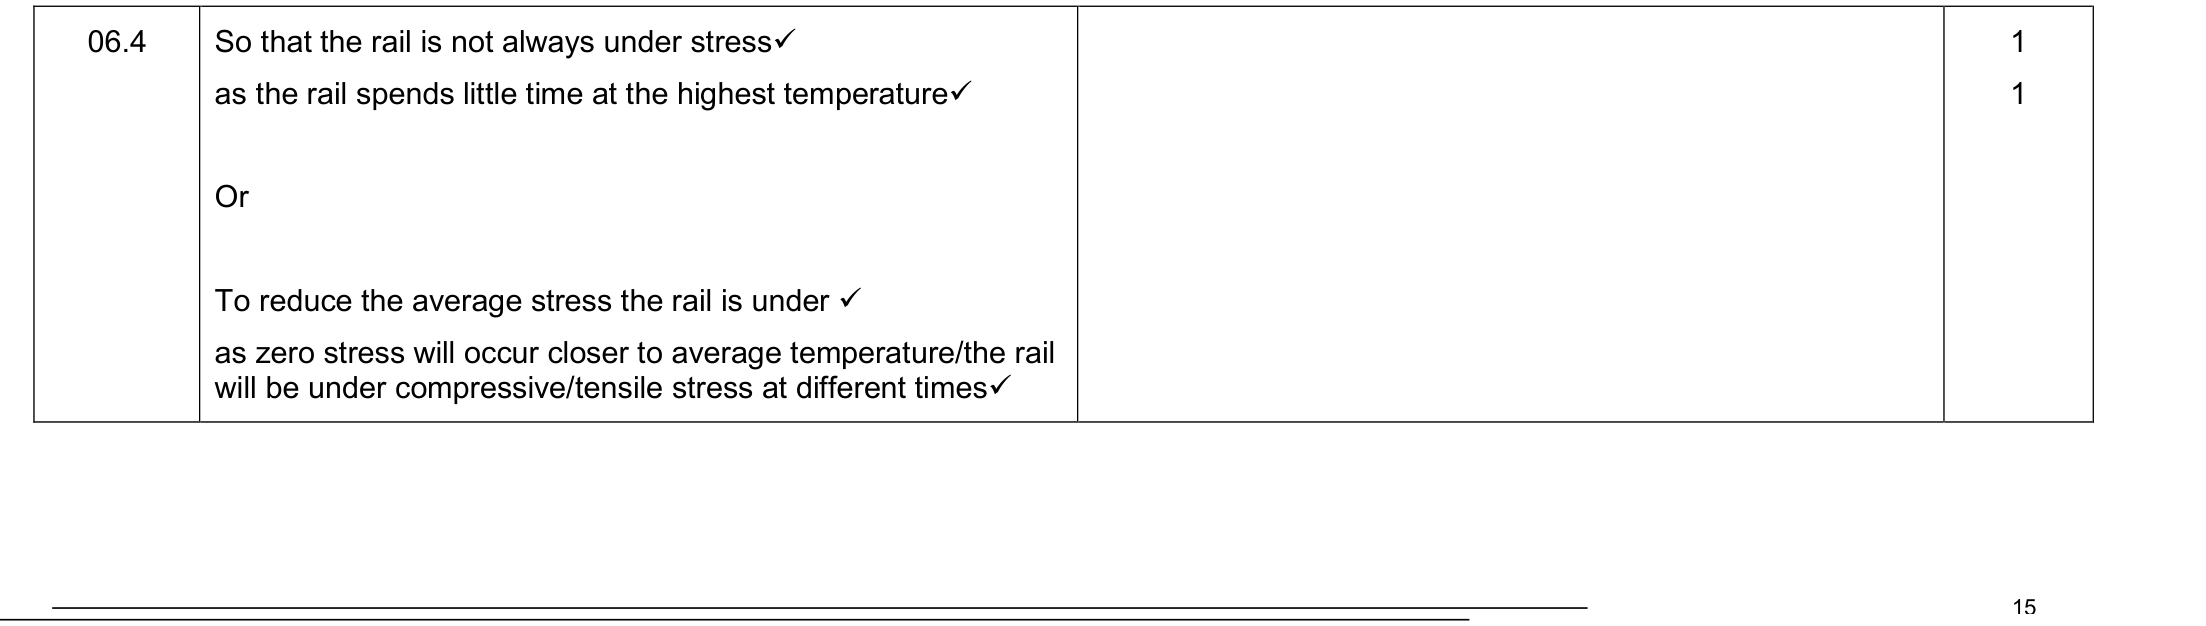 06.4 So that the rail is not always under stress✓ 1
as the rail spends little time at the highest temperature✓ 1
Or
To reduce the average stress the rail is under ✓
as zero stress will occur closer to average temperature/the rail
will be under compressive/tensile stress at different times✓
15